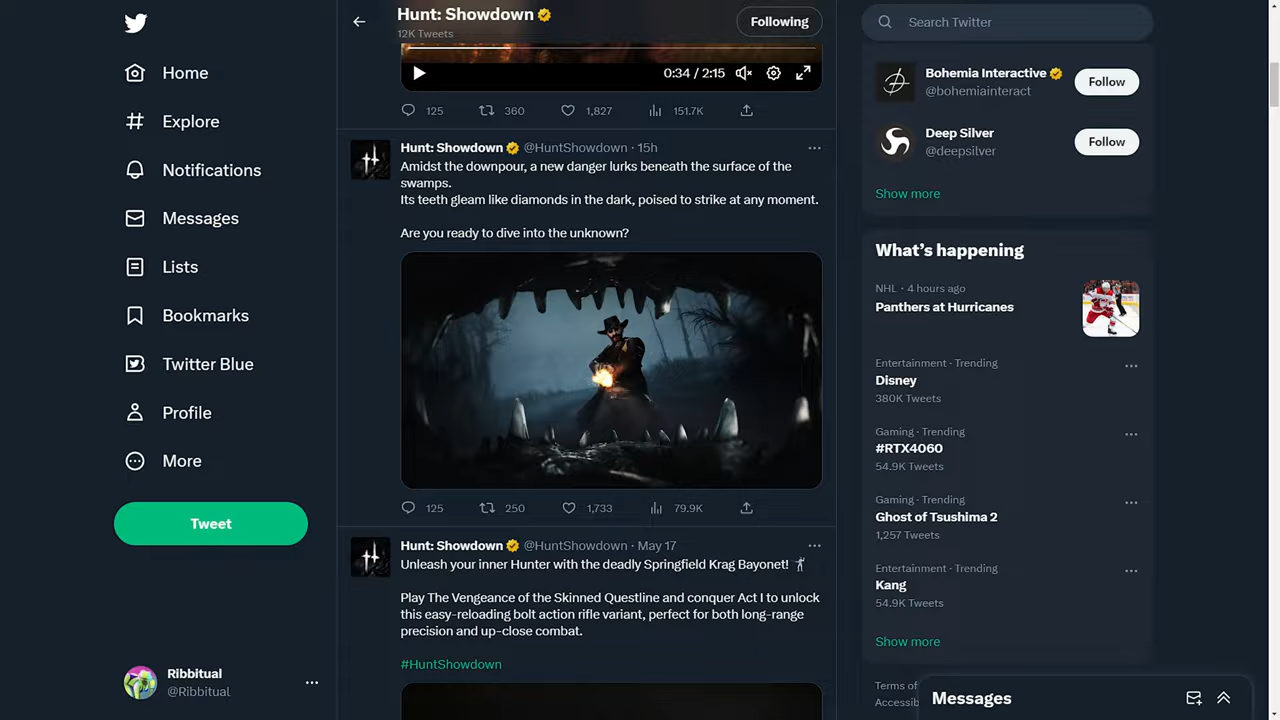 Home
Explore
Notifications
Messages
Lists
Bookmarks
Twitter Blue
Profile
More
Tweet
Ribbitual
@Ribbitual
Hunt: Showdown
12K Tweets
Following
0:34 / 2:15
125 360 1,827 151.7K
Hunt: Showdown @HuntShowdown · 15h
Amidst the downpour, a new danger lurks beneath the surface of the
swamps.
Its teeth gleam like diamonds in the dark, poised to strike at any moment.
Are you ready to dive into the unknown?
125 250 1,733 79.9K
Hunt: Showdown @HuntShowdown · May 17
Unleash your inner Hunter with the deadly Springfield Krag Bayonet!
Play The Vengeance of the Skinned Questline and conquer Act I to unlock
this easy-reloading bolt action rifle variant, perfect for both long-range
precision and up-close combat.
#HuntShowdown
Search Twitter
Bohemia Interactive
@bohemiainteract
Follow
Deep Silver
@deepsilver
Follow
Show more
What's happening
NHL · 4 hours ago
Panthers at Hurricanes
Entertainment · Trending
Disney
380K Tweets
Gaming · Trending
#RTX4060
54.9K Tweets
Gaming · Trending
Ghost of Tsushima 2
1,257 Tweets
Entertainment · Trending
Kang
54.9K Tweets
Show more
Terms of
Accessib
Messages